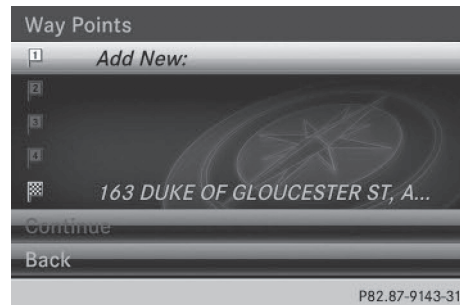 Way Points
1 Add New:
2
3
4
163 DUKE OF GLOUCESTER ST, A...
Continue
Back
P82.87-9143-31